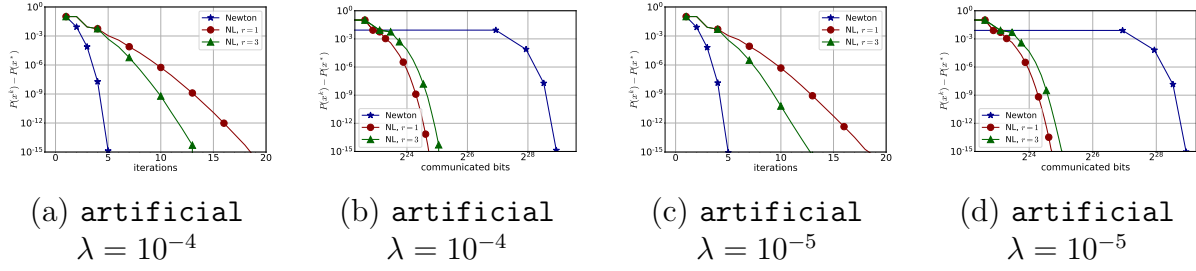 10^0
10^-3
10^-6
10^-9
10^-12
10^-15
P(x^k) − P(x^*)
0 5 10 15 20
iterations
Newton
NL, r = 1
NL, r = 3
(a) artificial
λ = 10^-4
10^0
10^-3
10^-6
10^-9
10^-12
10^-15
P(x^k) − P(x^*)
2^24 2^26 2^28
communicated bits
Newton
NL, r = 1
NL, r = 3
(b) artificial
λ = 10^-4
10^0
10^-3
10^-6
10^-9
10^-12
10^-15
P(x^k) − P(x^*)
0 5 10 15 20
iterations
Newton
NL, r = 1
NL, r = 3
(c) artificial
λ = 10^-5
10^0
10^-3
10^-6
10^-9
10^-12
10^-15
P(x^k) − P(x^*)
2^24 2^26 2^28
communicated bits
Newton
NL, r = 1
NL, r = 3
(d) artificial
λ = 10^-5